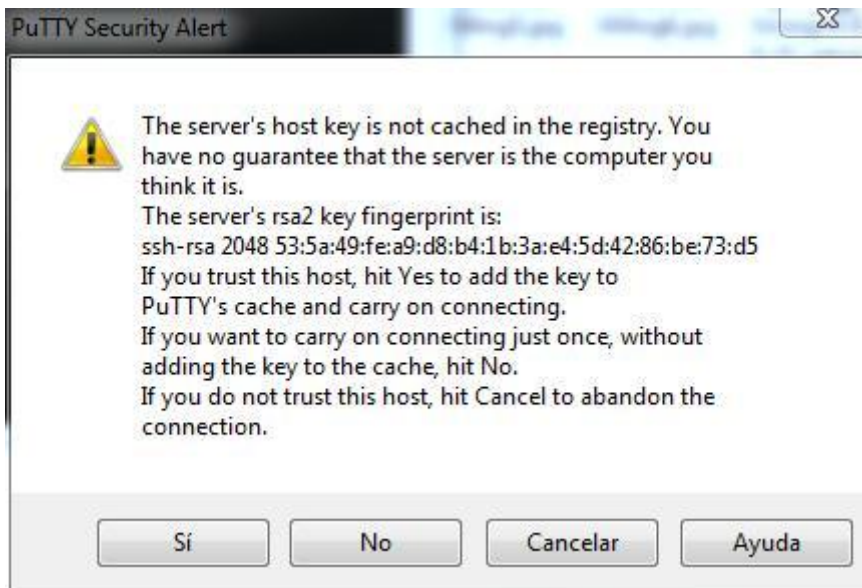 PuTTY Security Alert
The server's host key is not cached in the registry. You
have no guarantee that the server is the computer you
think it is.
The server's rsa2 key fingerprint is:
ssh-rsa 2048 53:5a:49:fe:a9:d8:b4:1b:3a:e4:5d:42:86:be:73:d5
If you trust this host, hit Yes to add the key to
PuTTY's cache and carry on connecting.
If you want to carry on connecting just once, without
adding the key to the cache, hit No.
If you do not trust this host, hit Cancel to abandon the
connection.
Sí No Cancelar Ayuda